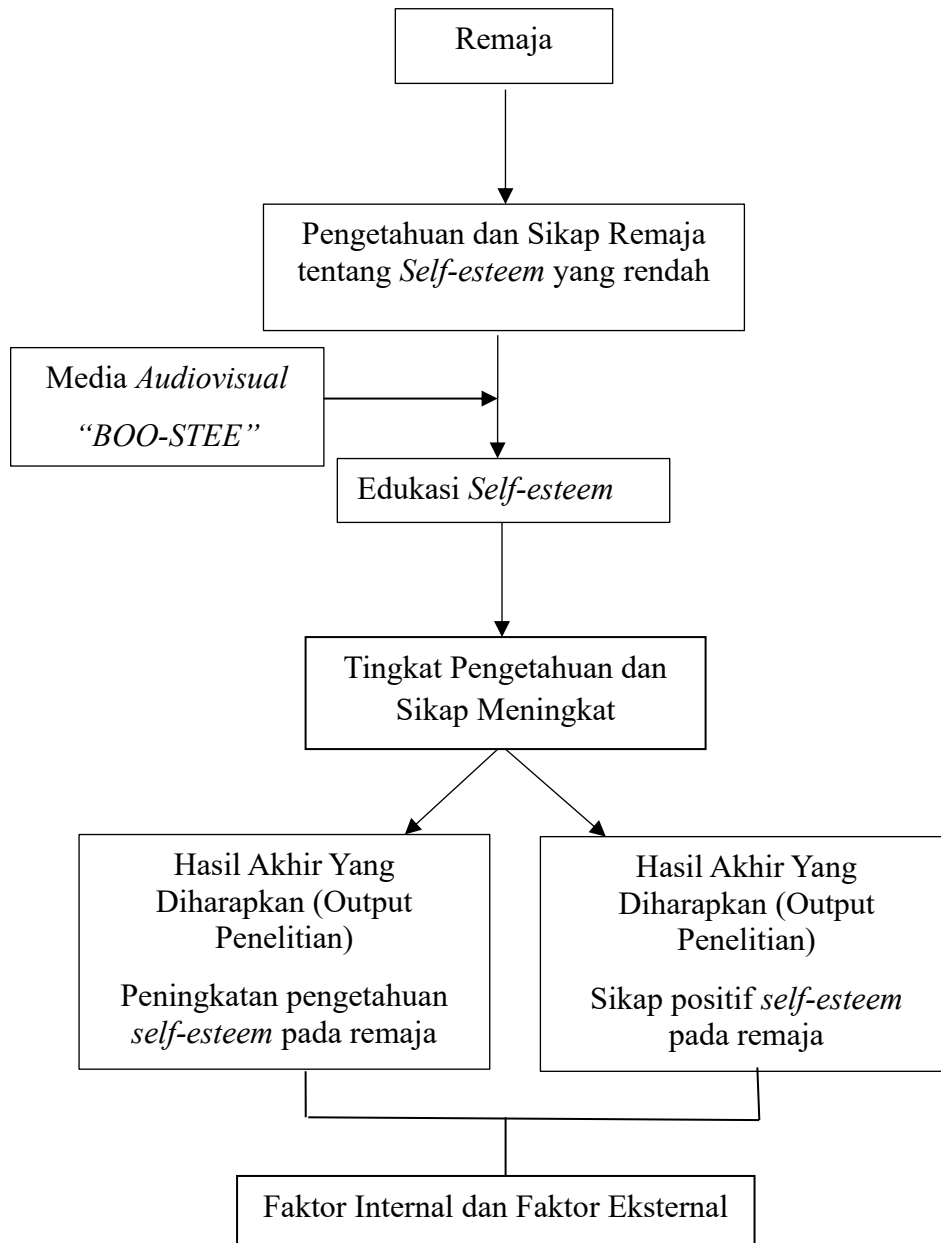 Remaja
Pengetahuan dan Sikap Remaja
tentang Self-esteem yang rendah
Media Audiovisual
“BOO-STEE”
Edukasi Self-esteem
Tingkat Pengetahuan dan
Sikap Meningkat
Hasil Akhir Yang
Diharapkan (Output
Penelitian)
Peningkatan pengetahuan
self-esteem pada remaja
Hasil Akhir Yang
Diharapkan (Output
Penelitian)
Sikap positif self-esteem
pada remaja
Faktor Internal dan Faktor Eksternal